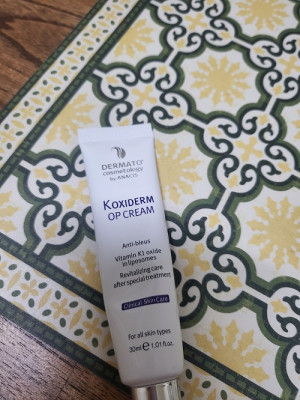 DERMATO
cosmetology
by ANACIS
KOXIDERM
OP CREAM
Anti-bleus
Vitamin K1 oxide
in liposomes
Revitalizing care
after special treatment
Clinical Skin Care
For all skin types
30ml e 1.01 fl.oz.